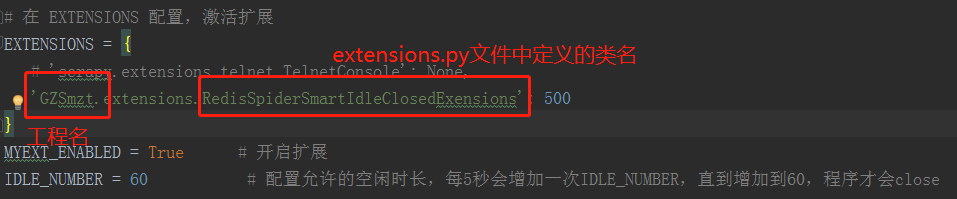 # 在 EXTENSIONS 配置，激活扩展
EXTENSIONS = {
extensions.py文件中定义的类名
# 'scrapy.extensions.telnet.TelnetConsole': None,
'GZSmzt.extensions.RedisSpiderSmartIdleClosedExensions': 500
}
工程名
MYEXT_ENABLED = True # 开启扩展
IDLE_NUMBER = 60 # 配置允许的空闲时长，每5秒会增加一次IDLE_NUMBER，直到增加到60，程序才会close